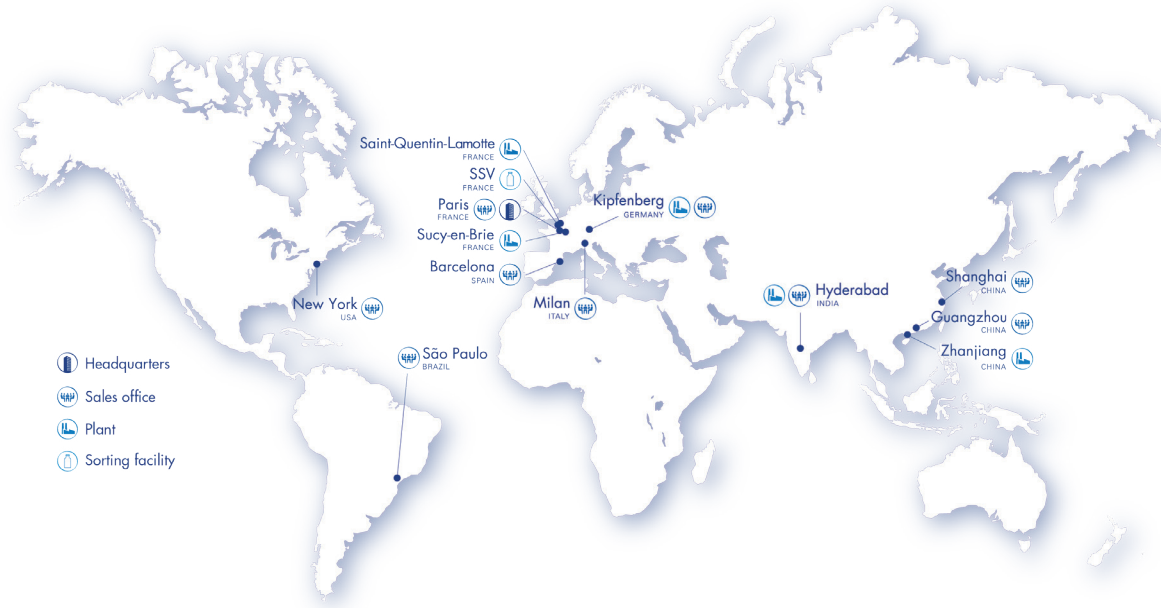 Saint-Quentin-Lamotte
FRANCE
SSV
FRANCE
Paris
FRANCE
Sucy-en-Brie
FRANCE
Barcelona
SPAIN
Kipfenberg
GERMANY
Milan
ITALY
New York
USA
São Paulo
BRAZIL
Hyderabad
INDIA
Shanghai
CHINA
Guangzhou
CHINA
Zhanjiang
CHINA
Headquarters
Sales office
Plant
Sorting facility